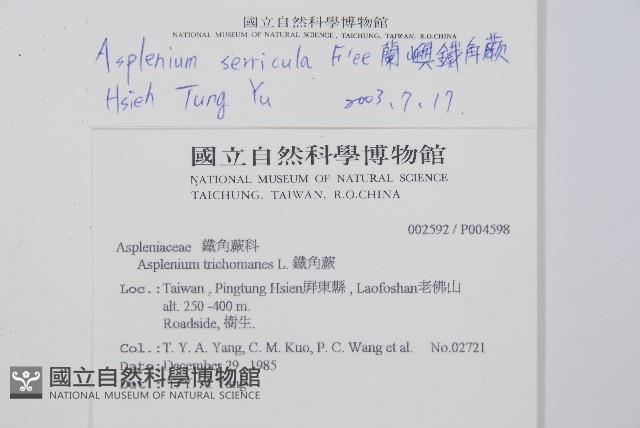 國立自然科學博物館
NATIONAL MUSEUM OF NATURAL SCIENCE, TAICHUNG, TAIWAN, R.O.CHINA
Asplenium serricula Fée 蘭嶼鐵角蕨
Hsieh Tung Yu 2003. 7. 17.
國立自然科學博物館
NATIONAL MUSEUM OF NATURAL SCIENCE
TAICHUNG, TAIWAN, R.O.CHINA
002592 / P004598
Aspleniaceae 鐵角蕨科
Asplenium trichomanes L. 鐵角蕨
Loc.: Taiwan , Pingtung Hsien屏東縣 , Laofoshan老佛山
alt. 250 -400 m.
Roadside, 樹生.
Col.: T. Y. A. Yang, C. M. Kuo, P. C. Wang et al. No.02721
Date: December 29, 1985
國立自然科學博物館
NATIONAL MUSEUM OF NATURAL SCIENCE